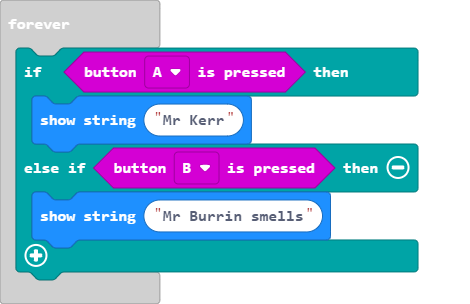 forever
if button A is pressed then
show string "Mr Kerr"
else if button B is pressed then
show string "Mr Burrin smells"